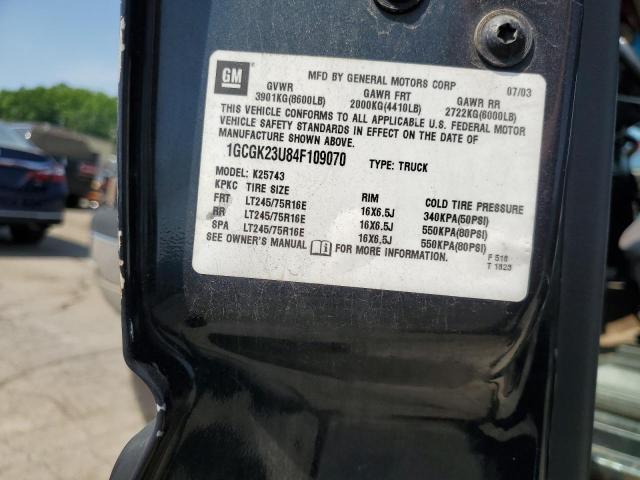 GM
MFD BY GENERAL MOTORS CORP 07/03
GVWR GAWR FRT GAWR RR
3901KG(8600LB) 2000KG(4410LB) 2722KG(6000LB)
THIS VEHICLE CONFORMS TO ALL APPLICABLE U.S. FEDERAL MOTOR
VEHICLE SAFETY STANDARDS IN EFFECT ON THE DATE OF
MANUFACTURE SHOWN ABOVE.
1GCGK23U84F109070 TYPE: TRUCK
MODEL: K25743
KPKC TIRE SIZE RIM COLD TIRE PRESSURE
FRT LT245/75R16E 16X6.5J 340KPA(50PSI)
RR LT245/75R16E 16X6.5J 550KPA(80PSI)
SPA LT245/75R16E 16X6.5J 550KPA(80PSI)
SEE OWNER'S MANUAL FOR MORE INFORMATION.
F 518
T 1823